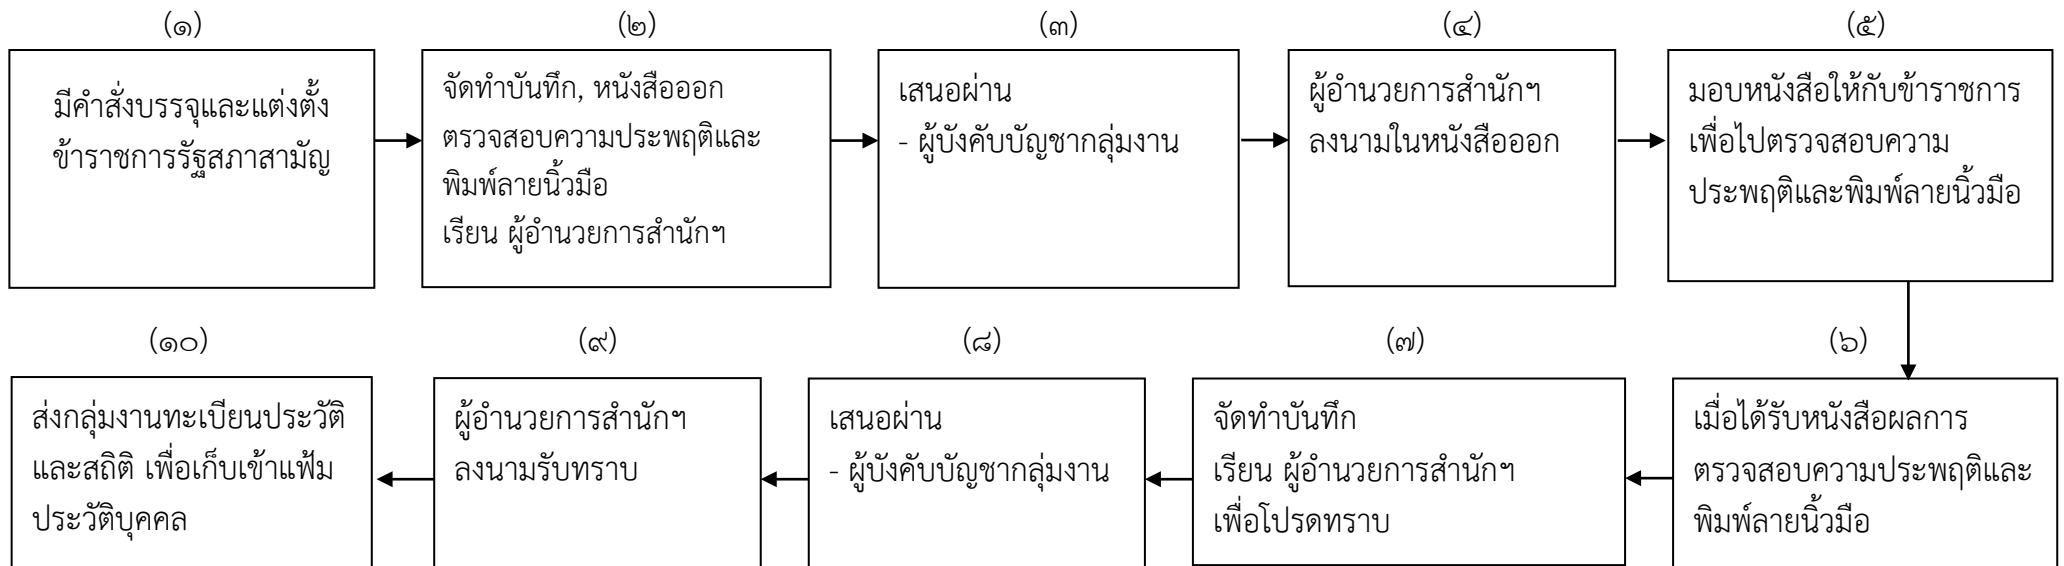 (๑)
มีคำสั่งบรรจุและแต่งตั้ง
ข้าราชการรัฐสภาสามัญ
(๒)
จัดทำบันทึก, หนังสือออก
ตรวจสอบความประพฤติและ
พิมพ์ลายนิ้วมือ
เรียน ผู้อำนวยการสำนักฯ
(๓)
เสนอผ่าน
- ผู้บังคับบัญชากลุ่มงาน
(๔)
ผู้อำนวยการสำนักฯ
ลงนามในหนังสือออก
(๕)
มอบหนังสือให้กับข้าราชการ
เพื่อไปตรวจสอบความ
ประพฤติและพิมพ์ลายนิ้วมือ
(๖)
เมื่อได้รับหนังสือผลการ
ตรวจสอบความประพฤติและ
พิมพ์ลายนิ้วมือ
(๗)
จัดทำบันทึก
เรียน ผู้อำนวยการสำนักฯ
เพื่อโปรดทราบ
(๘)
เสนอผ่าน
- ผู้บังคับบัญชากลุ่มงาน
(๙)
ผู้อำนวยการสำนักฯ
ลงนามรับทราบ
(๑๐)
ส่งกลุ่มงานทะเบียนประวัติ
และสถิติ เพื่อเก็บเข้าแฟ้ม
ประวัติบุคคล